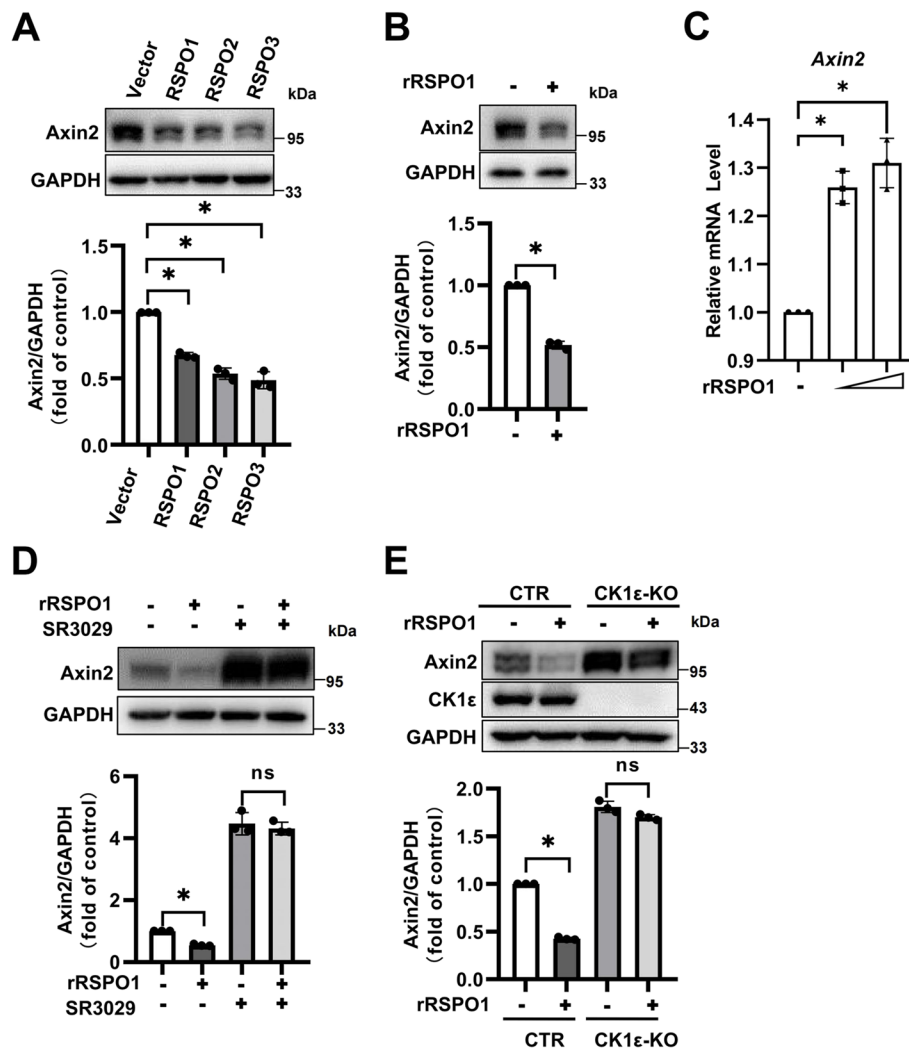 A
Vector RSPO1 RSPO2 RSPO3
kDa
Axin2
95
GAPDH
33
* * *
Axin2/GAPDH
(fold of control)
1.5
1.0
0.5
0.0
Vector RSPO1 RSPO2 RSPO3
B
rRSPO1 - +
kDa
Axin2
95
GAPDH
33
*
Axin2/GAPDH
(fold of control)
1.5
1.0
0.5
0.0
rRSPO1 - +
C
Axin2
* *
Relative mRNA Level
1.4
1.3
1.2
1.1
1.0
0.9
rRSPO1 -
D
rRSPO1 - + - +
SR3029 - - + +
kDa
Axin2
95
GAPDH
33
* ns
Axin2/GAPDH
(fold of control)
6
4
2
0
rRSPO1 - + - +
SR3029 - - + +
E
CTR CK1ε-KO
rRSPO1 - + - +
kDa
Axin2
95
CK1ε
43
GAPDH
33
* ns
Axin2/GAPDH
(fold of control)
2.0
1.5
1.0
0.5
0.0
rRSPO1 - + - +
CTR CK1ε-KO